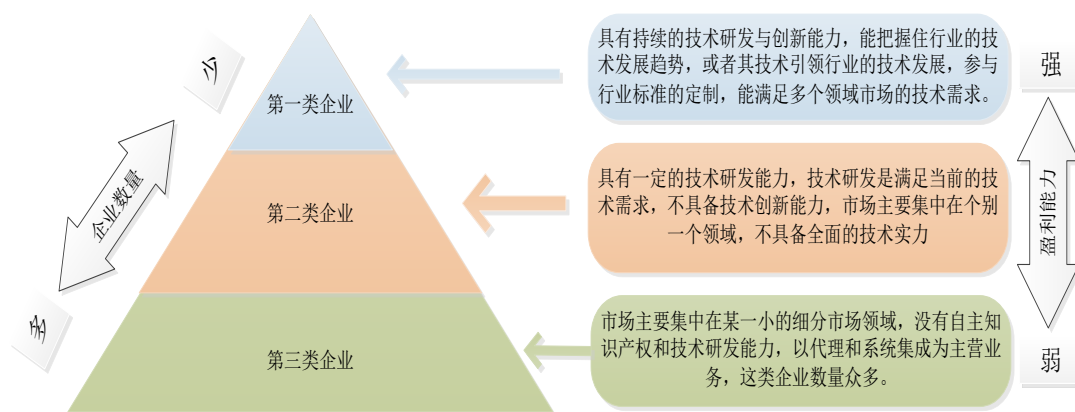 少
企业数量
多
第一类企业
第二类企业
第三类企业
具有持续的技术研发与创新能力，能把握住行业的技
术发展趋势，或者其技术引领行业的技术发展，参与
行业标准的定制，能满足多个领域市场的技术需求。
具有一定的技术研发能力，技术研发是满足当前的技
术需求，不具备技术创新能力，市场主要集中在个别
一个领域，不具备全面的技术实力
市场主要集中在某一小的细分市场领域，没有自主知
识产权和技术研发能力，以代理和系统集成为主营业
务，这类企业数量众多。
强
盈利能力
弱